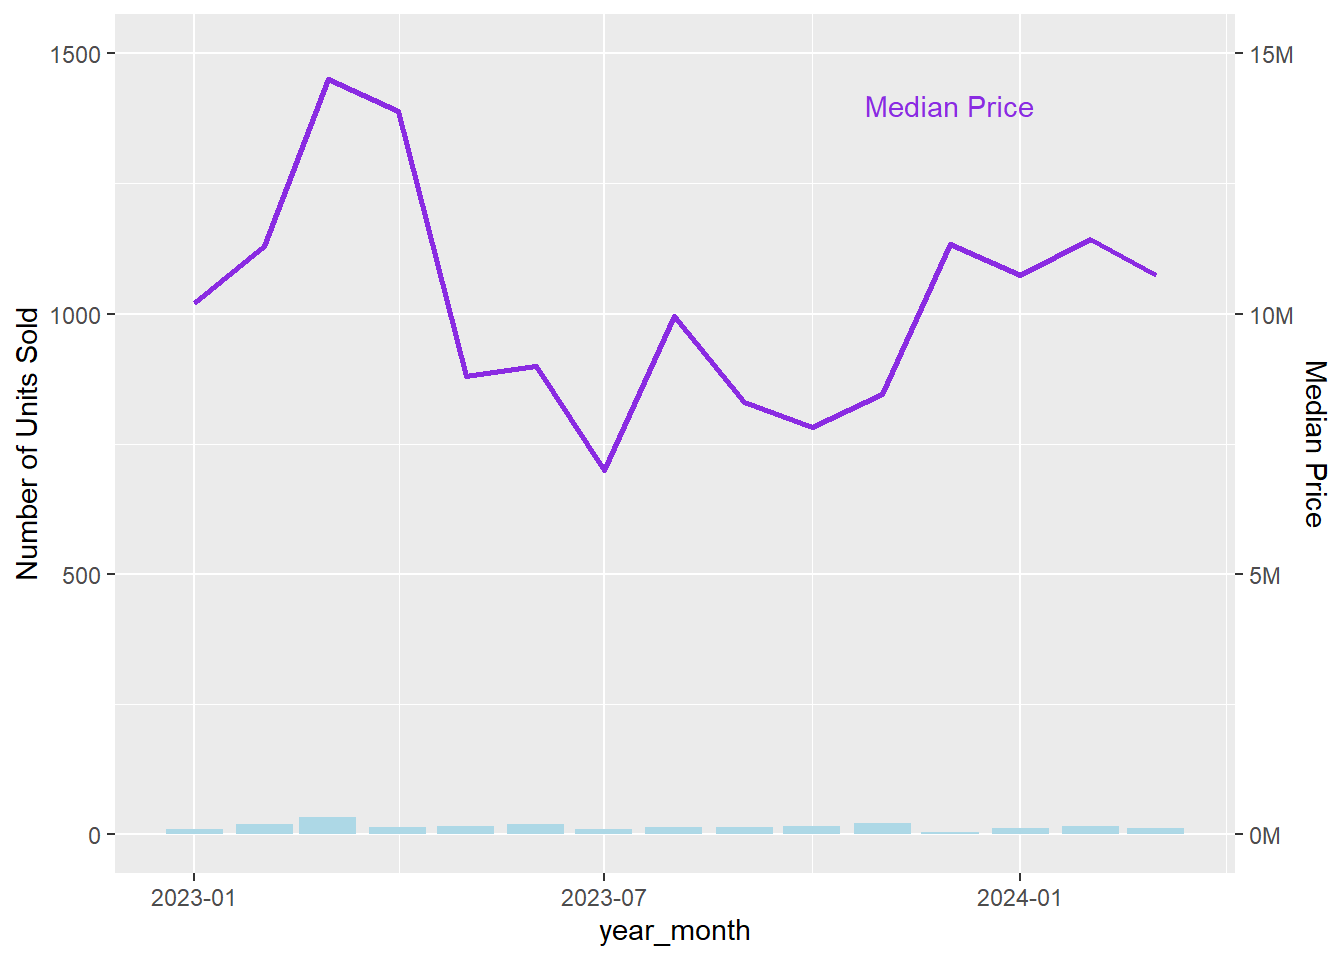 1500
1000
500
0
Number of Units Sold
Median Price
15M
10M
5M
0M
Median Price
2023-01
2023-07
2024-01
year_month